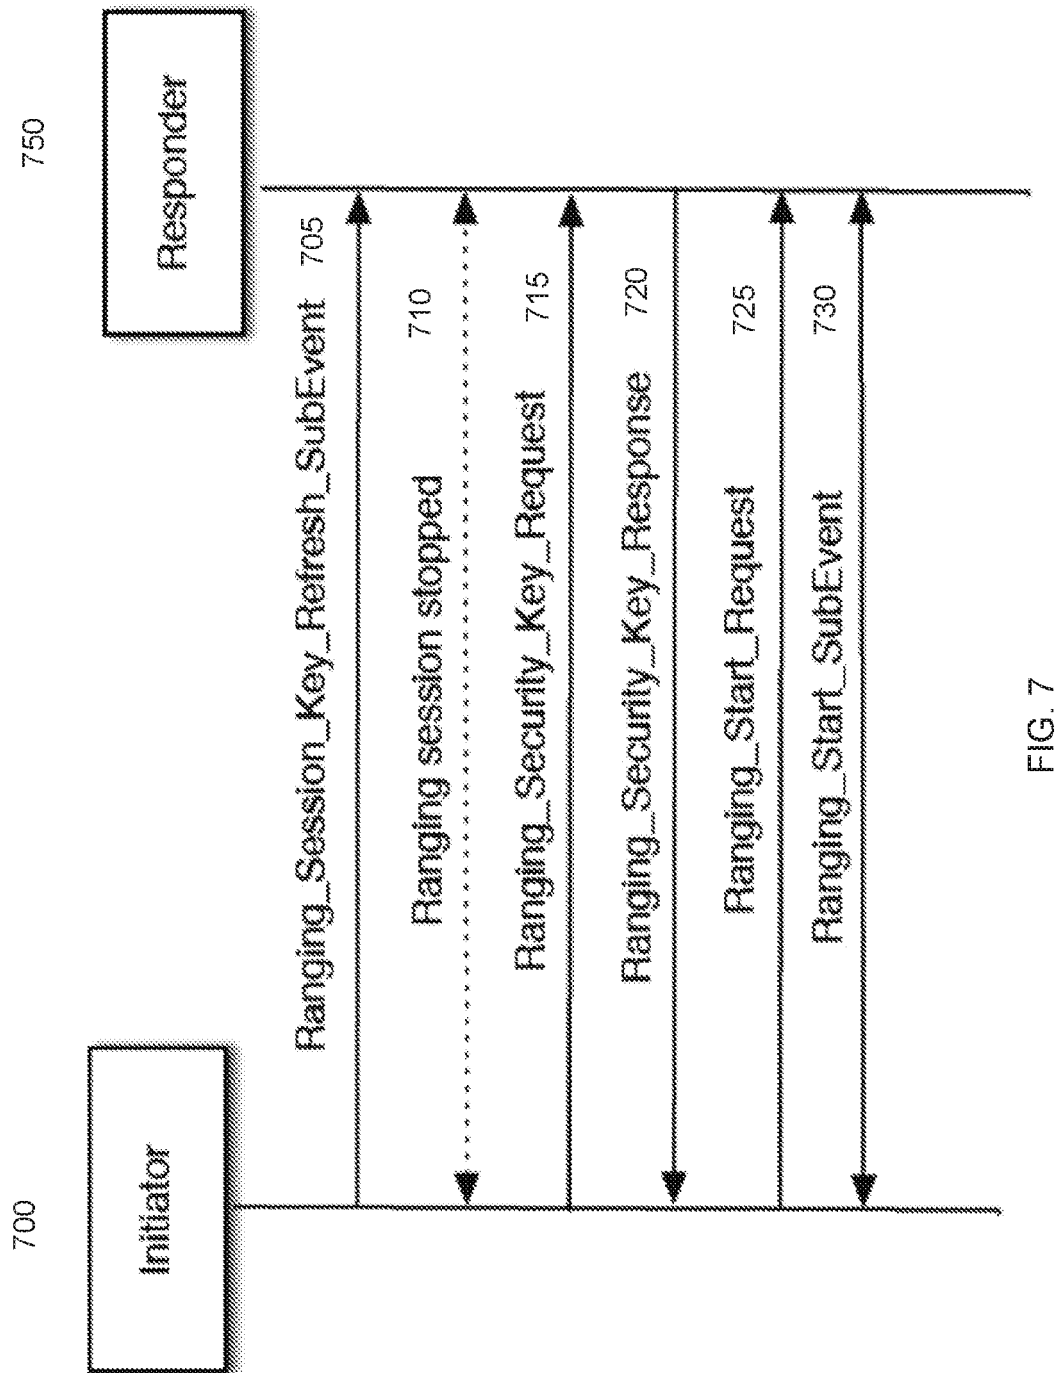 700
750
Initiator
Responder
Ranging_Session_Key_Refresh_SubEvent 705
Ranging session stopped 710
Ranging_Security_Key_Request 715
Ranging_Security_Key_Response 720
Ranging_Start_Request 725
Ranging_Start_SubEvent 730
FIG. 7